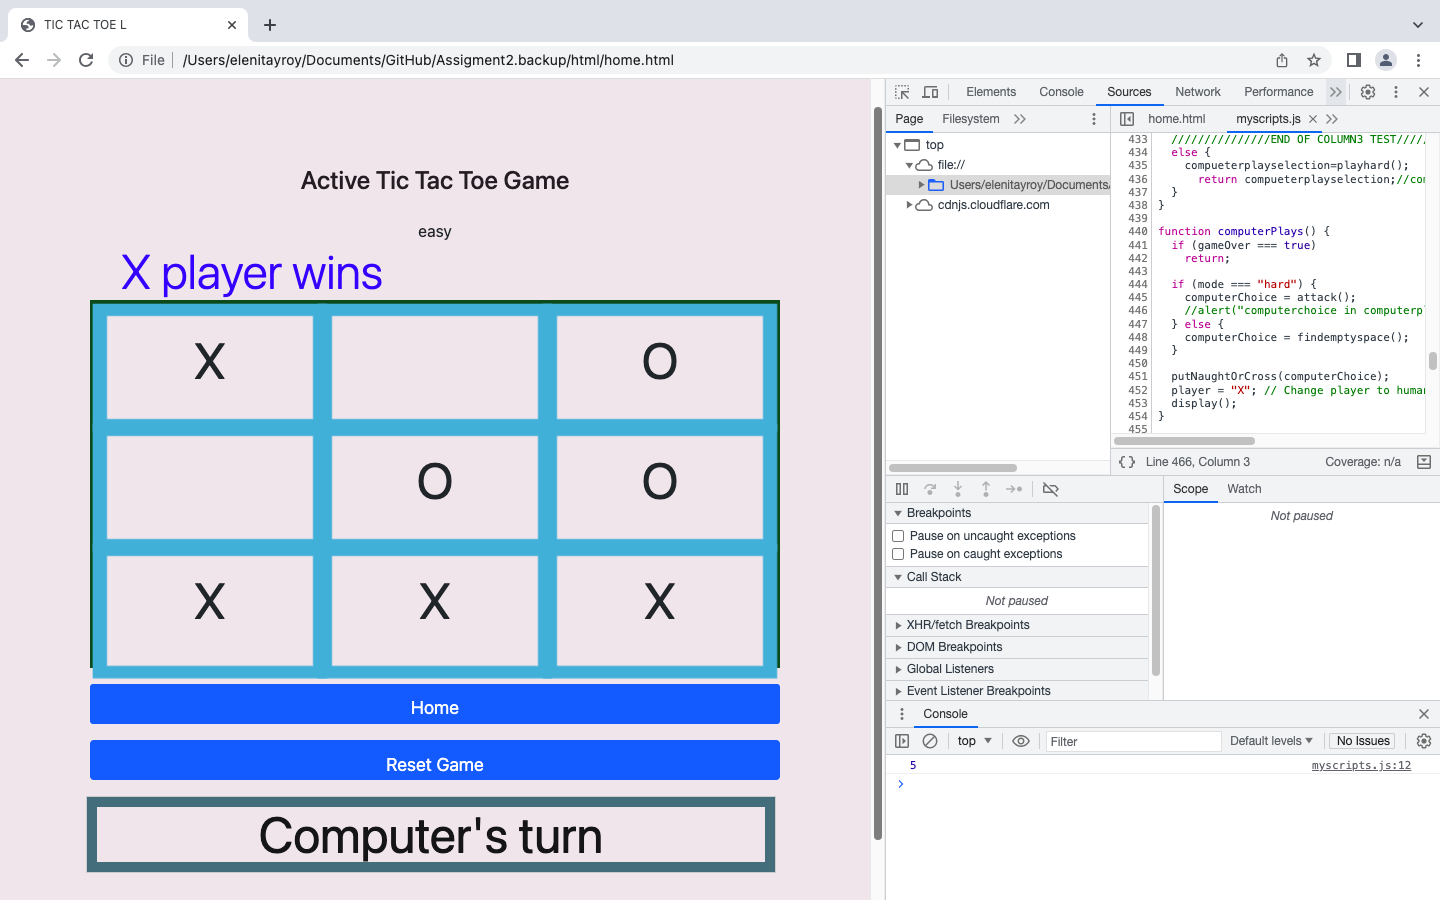 TIC TAC TOE L
File
/Users/elenitayroy/Documents/GitHub/Assigment2.backup/html/home.html
Active Tic Tac Toe Game
easy
X player wins
X O
O O
X X X
Home
Reset Game
Computer's turn
Elements Console Sources Network Performance
Page Filesystem
top
file://
Users/elenitayroy/Documents/
cdnjs.cloudflare.com
home.html myscripts.js
433 ///////////////END OF COLUMN3 TEST/////
434 else {
435 compueterplayselection=playhard();
436 return compueterplayselection;//com
437 }
438 }
439
440 function computerPlays() {
441 if (gameOver === true)
442 return;
443
444 if (mode === "hard") {
445 computerChoice = attack();
446 //alert("computerchoice in computerpl
447 } else {
448 computerChoice = findemptyspace();
449 }
450
451 putNaughtOrCross(computerChoice);
452 player = "X"; // Change player to human
453 display();
454 }
455
{ } Line 466, Column 3 Coverage: n/a
Breakpoints
Pause on uncaught exceptions
Pause on caught exceptions
Call Stack
Not paused
XHR/fetch Breakpoints
DOM Breakpoints
Global Listeners
Event Listener Breakpoints
Scope Watch
Not paused
Console
top Filter Default levels No Issues
5 myscripts.js:12